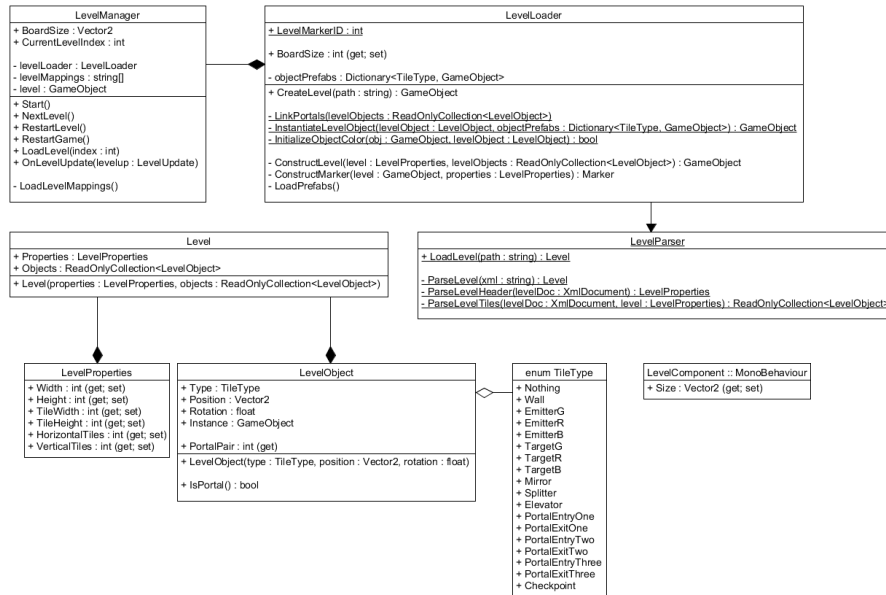 LevelManager
+ BoardSize : Vector2
+ CurrentLevelIndex : int
- levelLoader : LevelLoader
- levelMappings : string[]
- level : GameObject
+ Start()
+ NextLevel()
+ RestartLevel()
+ RestartGame()
+ LoadLevel(index : int)
+ OnLevelUpdate(levelup : LevelUpdate)
- LoadLevelMappings()
LevelLoader
+ LevelMarkerID : int
+ BoardSize : int (get; set)
- objectPrefabs : Dictionary<TileType, GameObject>
+ CreateLevel(path : string) : GameObject
- LinkPortals(levelObjects : ReadOnlyCollection<LevelObject>)
- InstantiateLevelObject(levelObject : LevelObject, objectPrefabs : Dictionary<TileType, GameObject>) : GameObject
- InitializeObjectColor(obj : GameObject, levelObject : LevelObject) : bool
- ConstructLevel(level : LevelProperties, levelObjects : ReadOnlyCollection<LevelObject>) : GameObject
- ConstructMarker(level : GameObject, properties : LevelProperties) : Marker
- LoadPrefabs()
Level
+ Properties : LevelProperties
+ Objects : ReadOnlyCollection<LevelObject>
+ Level(properties : LevelProperties, objects : ReadOnlyCollection<LevelObject>)
LevelParser
+ LoadLevel(path : string) : Level
- ParseLevel(xml : string) : Level
- ParseLevelHeader(levelDoc : XmlDocument) : LevelProperties
- ParseLevelTiles(levelDoc : XmlDocument, level : LevelProperties) : ReadOnlyCollection<LevelObject>
LevelProperties
+ Width : int (get; set)
+ Height : int (get; set)
+ TileWidth : int (get; set)
+ TileHeight : int (get; set)
+ HorizontalTiles : int (get; set)
+ VerticalTiles : int (get; set)
LevelObject
+ Type : TileType
+ Position : Vector2
+ Rotation : float
+ Instance : GameObject
+ PortalPair : int (get)
+ LevelObject(type : TileType, position : Vector2, rotation : float)
+ IsPortal() : bool
enum TileType
+ Nothing
+ Wall
+ EmitterG
+ EmitterR
+ EmitterB
+ TargetG
+ TargetR
+ TargetB
+ Mirror
+ Splitter
+ Elevator
+ PortalEntryOne
+ PortalExitOne
+ PortalEntryTwo
+ PortalExitTwo
+ PortalEntryThree
+ PortalExitThree
+ Checkpoint
LevelComponent :: MonoBehaviour
+ Size : Vector2 (get; set)